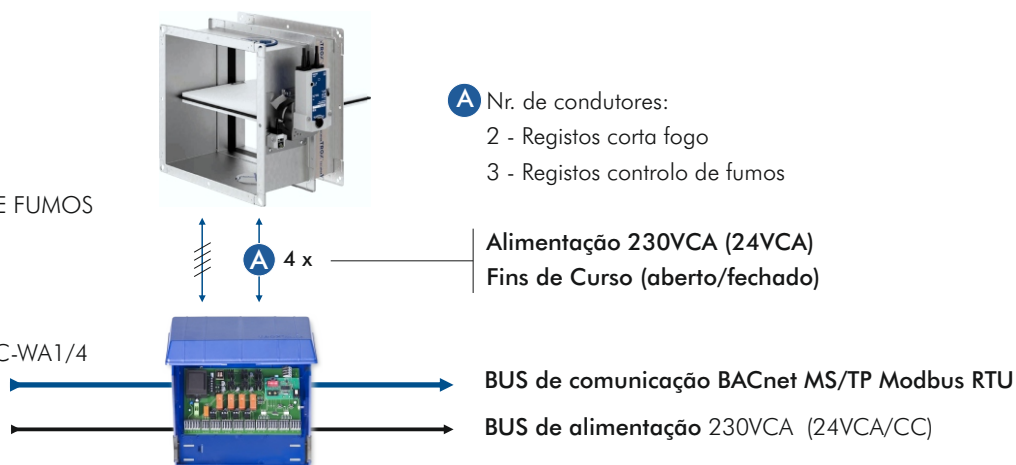 A Nr. de condutores:
2 - Registos corta fogo
3 - Registos controlo de fumos
E FUMOS
A 4 x
Alimentação 230VCA (24VCA)
Fins de Curso (aberto/fechado)
C-WA1/4
BUS de comunicação BACnet MS/TP Modbus RTU
BUS de alimentação 230VCA (24VCA/CC)